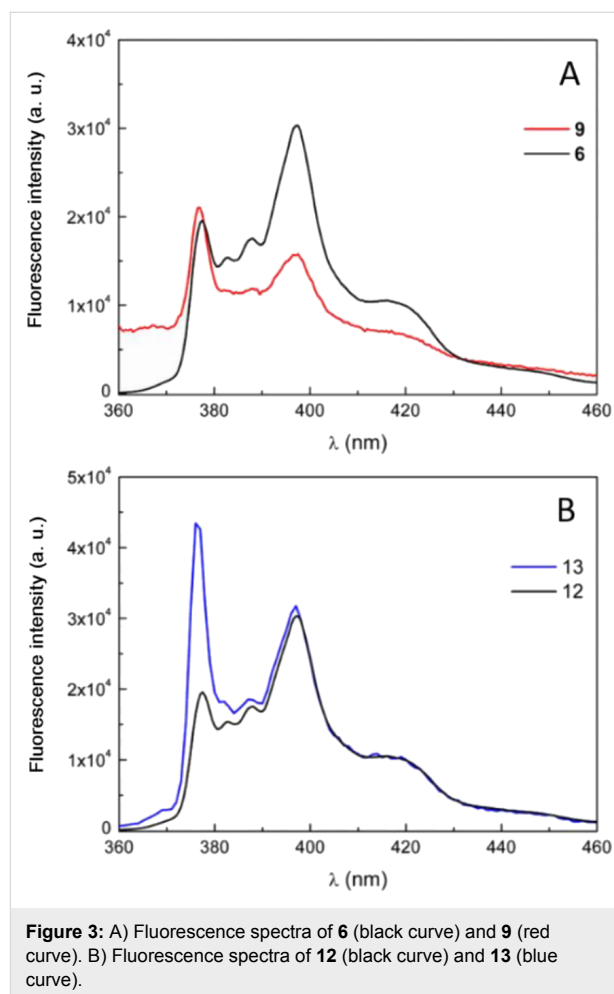 A
Fluorescence intensity (a. u.)
4x10⁴
3x10⁴
2x10⁴
1x10⁴
0
9
6
360 380 400 420 440 460
λ (nm)
B
Fluorescence intensity (a. u.)
5x10⁴
4x10⁴
3x10⁴
2x10⁴
1x10⁴
0
13
12
360 380 400 420 440 460
λ (nm)
Figure 3: A) Fluorescence spectra of 6 (black curve) and 9 (red
curve). B) Fluorescence spectra of 12 (black curve) and 13 (blue
curve).